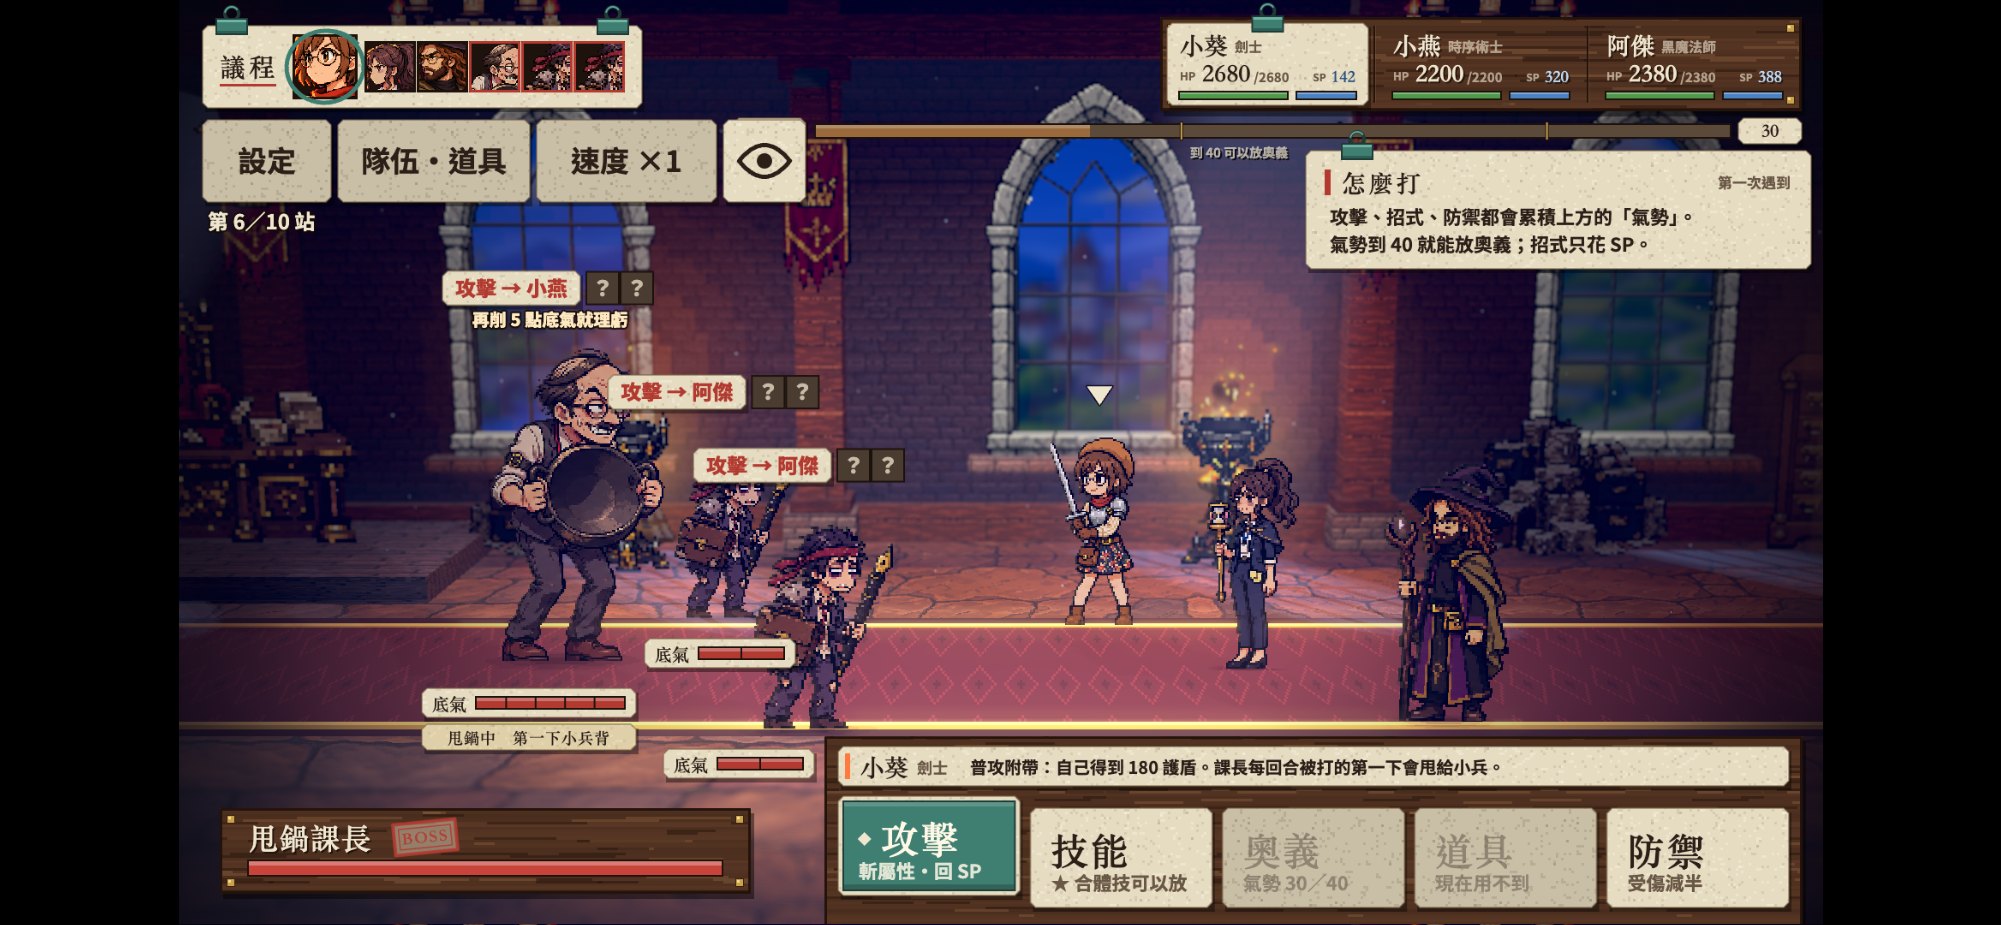 議程
小葵 劍士
HP 2680/2680 SP 142
小燕 時序術士
HP 2200/2200 SP 320
阿傑 黑魔法師
HP 2380/2380 SP 388
設定
隊伍・道具
速度 ×1
30
到 40 可以放奧義
第 6／10 站
怎麼打
第一次遇到
攻擊、招式、防禦都會累積上方的「氣勢」。
氣勢到 40 就能放奧義；招式只花 SP。
攻擊→小燕 ? ?
再削 5 點底氣就理虧
攻擊→阿傑 ? ?
攻擊→阿傑 ? ?
底氣
底氣
甩鍋中 第一下小兵背
底氣
甩鍋課長 BOSS
小葵 劍士 普攻附帶：自己得到 180 護盾。課長每回合被打的第一下會甩給小兵。
◆ 攻擊
斬屬性・回 SP
技能
★ 合體技可以放
奧義
氣勢 30／40
道具
現在用不到
防禦
受傷減半